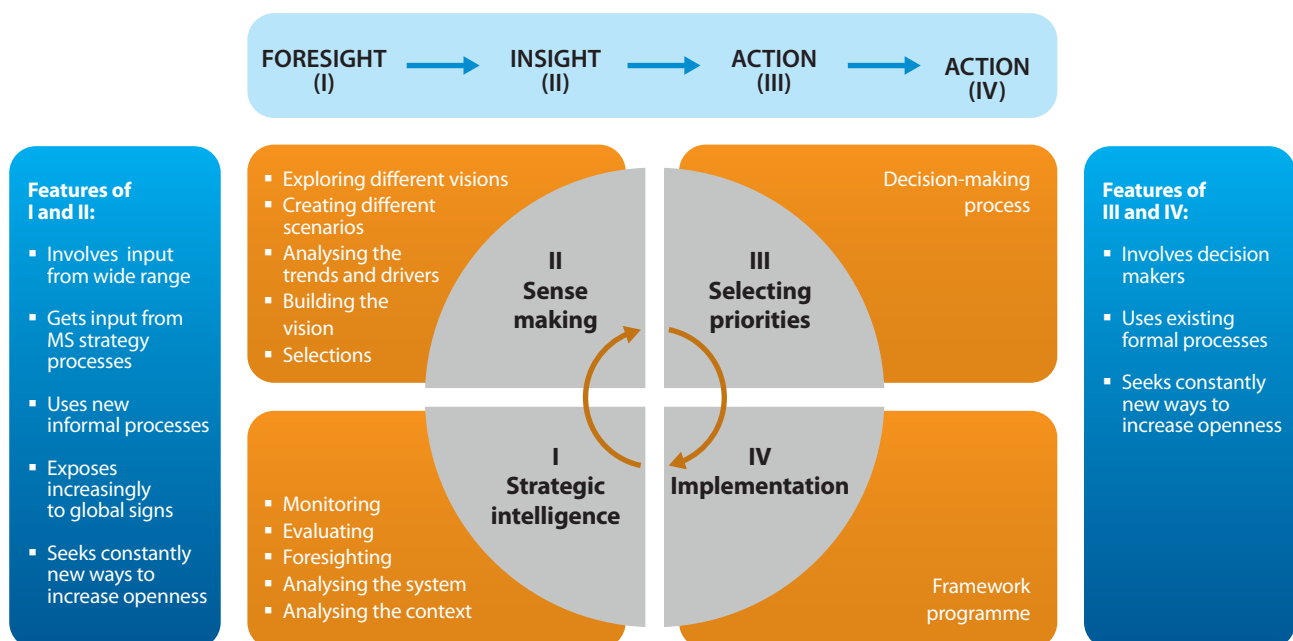 FORESIGHT
(I)
INSIGHT
(II)
ACTION
(III)
ACTION
(IV)
Features of
I and II:
▪ Involves input
from wide range
▪ Gets input from
MS strategy
processes
▪ Uses new
informal processes
▪ Exposes
increasingly
to global signs
▪ Seeks constantly
new ways to
increase openness
▪ Exploring different visions
▪ Creating different
scenarios
▪ Analysing the
trends and drivers
▪ Building the
vision
▪ Selections
II
Sense
making
III
Selecting
priorities
Decision-making
process
▪ Monitoring
▪ Evaluating
▪ Foresighting
▪ Analysing the system
▪ Analysing the context
I
Strategic
intelligence
IV
Implementation
Framework
programme
Features of
III and IV:
▪ Involves decision
makers
▪ Uses existing
formal processes
▪ Seeks constantly
new ways to
increase openness